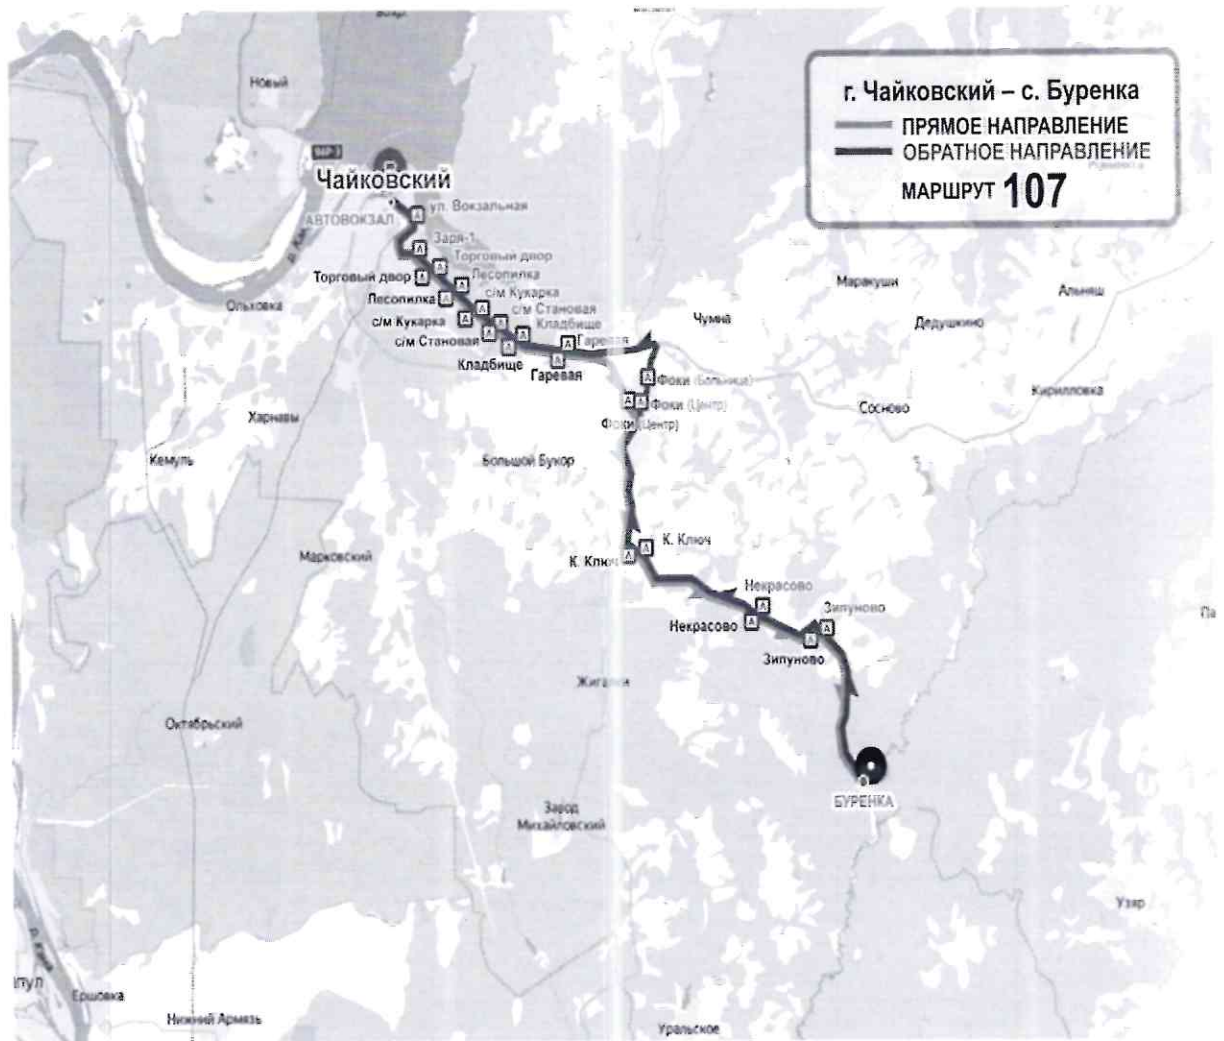 Новый
г. Чайковский – с. Буренка
ПРЯМОЕ НАПРАВЛЕНИЕ
ОБРАТНОЕ НАПРАВЛЕНИЕ
МАРШРУТ 107
Чайковский
АВТОВОКЗАЛ
ул. Вокзальная
Заря-1
Торговый двор
Торговый двор
Лесопилка
Лесопилка
с/м Кукарка
с/м Кукарка
с/м Становая
с/м Становая
Кладбище
Кладбище
Гаревая
Гаревая
Ольховка
Чумна
Маракуши
Альняш
Дедушкино
Кирилловка
Сосново
Фоки (Больница)
Фоки (Центр)
Фоки (Центр)
Харнавы
Кемуль
Большой Букор
Марковский
К. Ключ
К. Ключ
Некрасово
Некрасово
Зипуново
Зипуново
Октябрьский
БУРЕНКА
Завод
Михайловский
Узяр
р. Кама
Ершовка
Нижний Армязь
Уральское